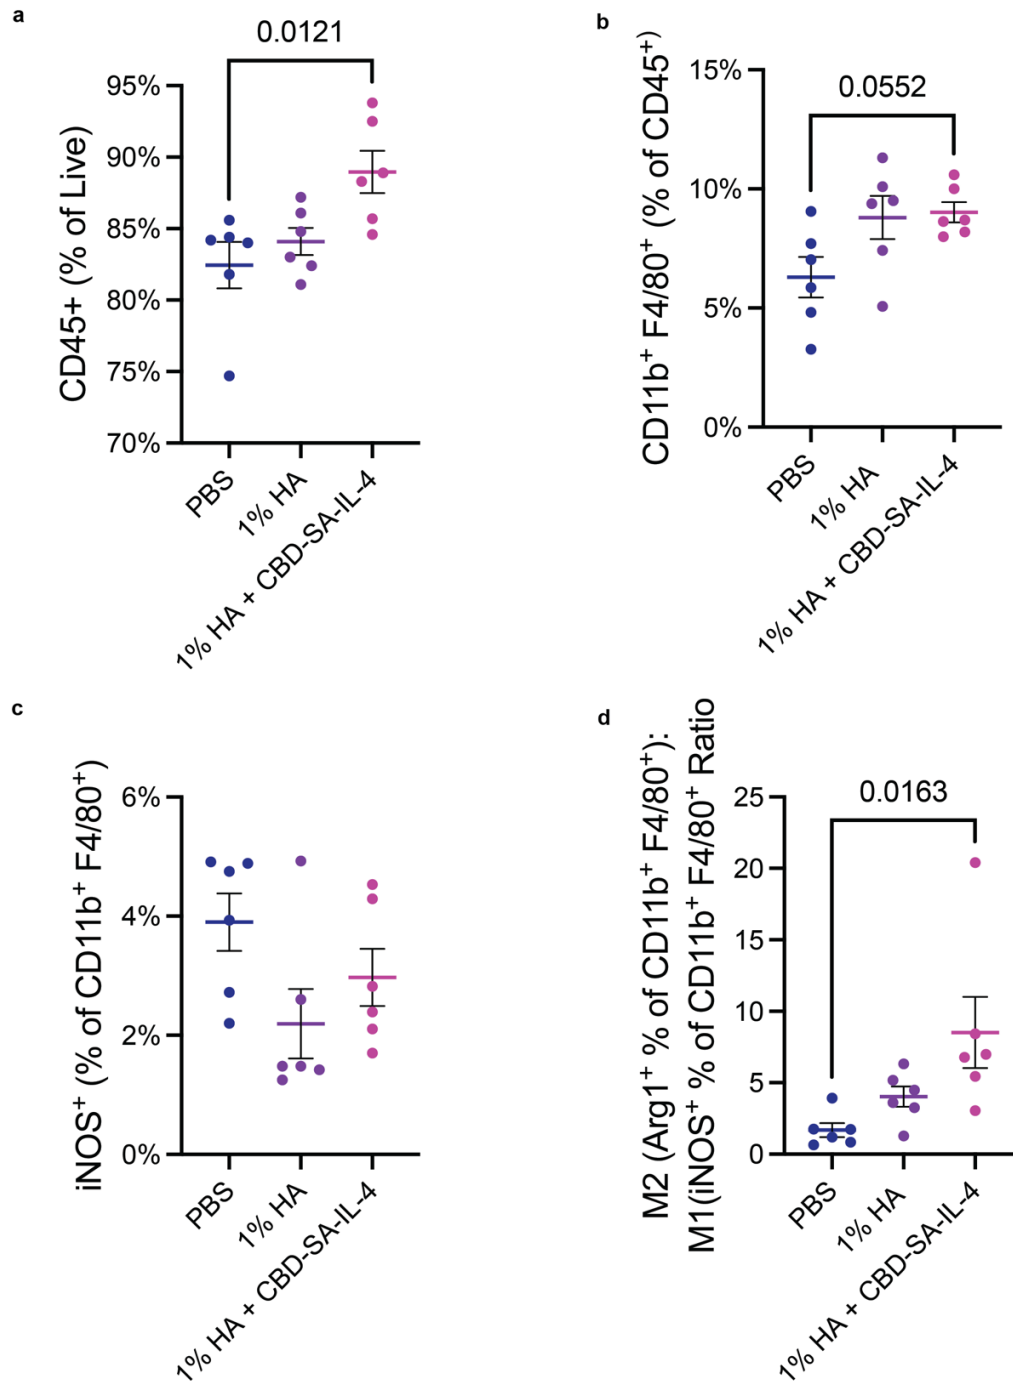 a
0.0121
CD45+ (% of Live)
95%
90%
85%
80%
75%
70%
PBS
1% HA
1% HA + CBD-SA-IL-4
b
0.0552
CD11b⁺ F4/80⁺ (% of CD45⁺)
15%
10%
5%
0%
PBS
1% HA
1% HA + CBD-SA-IL-4
c
iNOS⁺ (% of CD11b⁺ F4/80⁺)
6%
4%
2%
0%
PBS
1% HA
1% HA + CBD-SA-IL-4
d
0.0163
M2 (Arg1⁺ % of CD11b⁺ F4/80⁺):
M1(iNOS⁺ % of CD11b⁺ F4/80⁺ Ratio
25
20
15
10
5
0
PBS
1% HA
1% HA + CBD-SA-IL-4